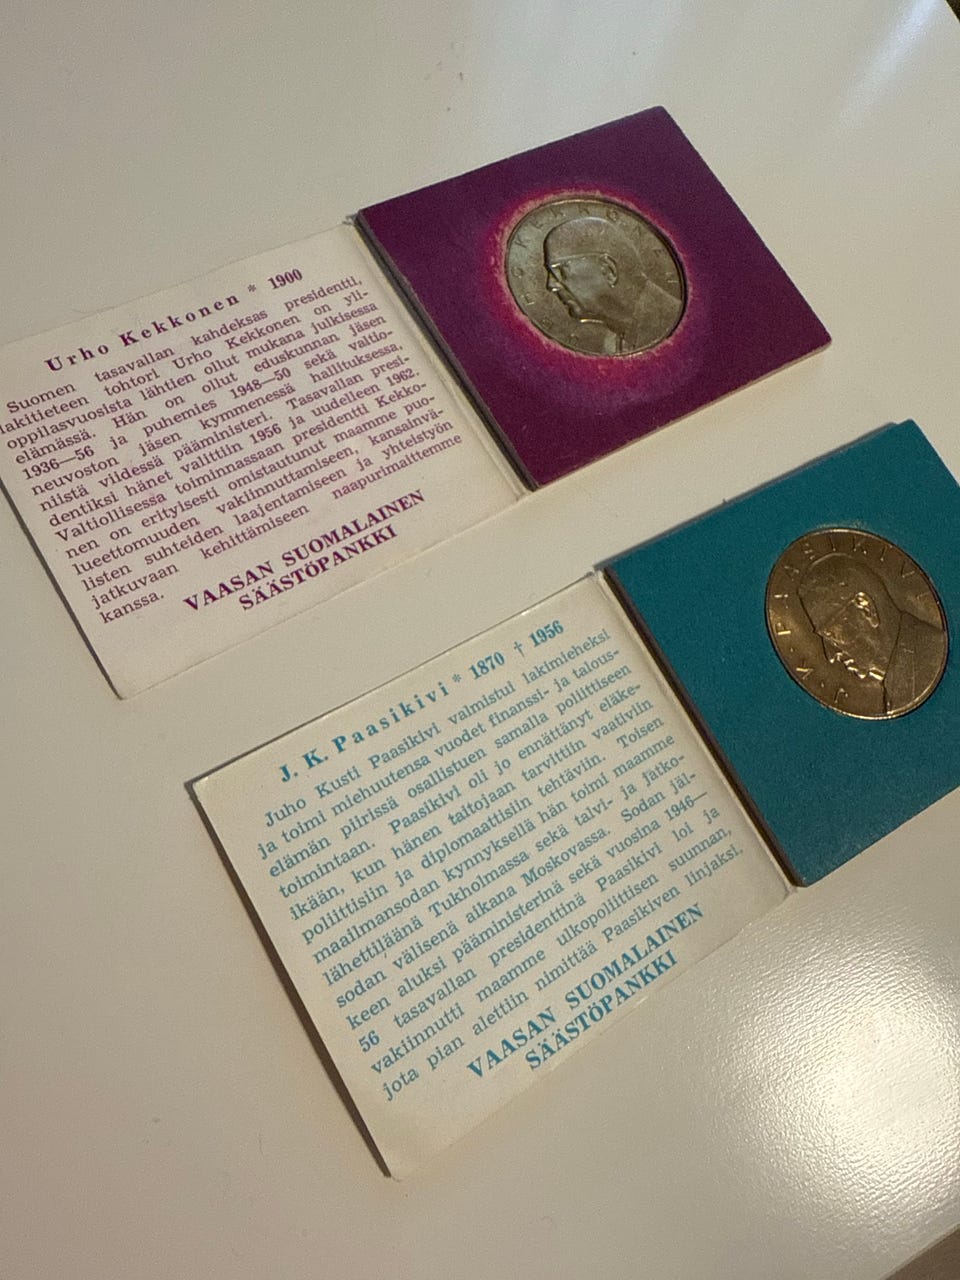 Urho Kekkonen * 1900
Suomen tasavallan kahdeksas presidentti,
lakitieteen tohtori Urho Kekkonen on yli-
oppilasvuosista lähtien ollut mukana julkisessa
elämässä. Hän on ollut eduskunnan jäsen
1936—56 ja puhemies 1948—50 sekä valtio-
neuvoston jäsen kymmenessä hallituksessa,
niistä viidessä pääministeri. Tasavallan presi-
dentiksi hänet valittiin 1956 ja uudelleen 1962.
Valtiollisessa toiminnassaan presidentti Kekko-
nen on erityisesti omistautunut maamme puo-
lueettomuuden vakiinnuttamiseen, kansainvä-
listen suhteiden laajentamiseen ja yhteistyön
jatkuvaan kehittämiseen naapurimaittemme
kanssa.
VAASAN SUOMALAINEN
SÄÄSTÖPANKKI
KEKKONEN
J. K. Paasikivi * 1870 † 1956
Juho Kusti Paasikivi valmistui lakimieheksi
ja toimi miehuutensa vuodet finanssi- ja talous-
elämän piirissä osallistuen samalla poliittiseen
toimintaan. Paasikivi oli jo ennättänyt eläke-
ikään, kun hänen taitojaan tarvittiin vaativiin
poliittisiin ja diplomaattisiin tehtäviin. Toisen
maailmansodan kynnyksellä hän toimi maamme
lähettiläänä Tukholmassa sekä talvi- ja jatko-
sodan välisenä aikana Moskovassa. Sodan jäl-
keen aluksi pääministerinä sekä vuosina 1946—
56 tasavallan presidenttinä Paasikivi loi ja
vakiinnutti maamme ulkopoliittisen suunnan,
jota pian alettiin nimittää Paasikiven linjaksi.
VAASAN SUOMALAINEN
SÄÄSTÖPANKKI
J·K·PAASIKIVI